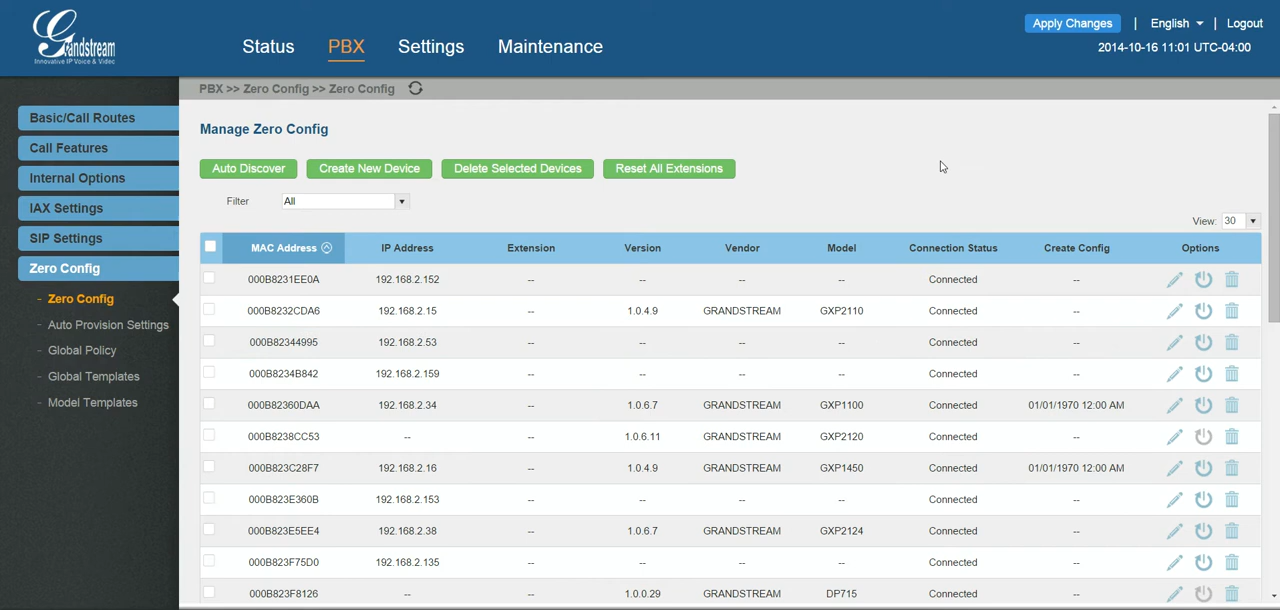 Grandstream
Innovative IP Voice & Video
Status PBX Settings Maintenance
Apply Changes | English | Logout
2014-10-16 11:01 UTC-04:00
Basic/Call Routes
Call Features
Internal Options
IAX Settings
SIP Settings
Zero Config
- Zero Config
- Auto Provision Settings
- Global Policy
- Global Templates
- Model Templates
PBX >> Zero Config >> Zero Config
Manage Zero Config
Auto Discover Create New Device Delete Selected Devices Reset All Extensions
Filter All
View: 30
MAC Address IP Address Extension Version Vendor Model Connection Status Create Config Options
000B8231EE0A 192.168.2.152 -- -- -- -- Connected --
000B8232CDA6 192.168.2.15 -- 1.0.4.9 GRANDSTREAM GXP2110 Connected --
000B82344995 192.168.2.53 -- -- -- -- Connected --
000B8234B842 192.168.2.159 -- -- -- -- Connected --
000B82360DAA 192.168.2.34 -- 1.0.6.7 GRANDSTREAM GXP1100 Connected 01/01/1970 12:00 AM
000B8238CC53 -- -- 1.0.6.11 GRANDSTREAM GXP2120 Connected --
000B823C28F7 192.168.2.16 -- 1.0.4.9 GRANDSTREAM GXP1450 Connected 01/01/1970 12:00 AM
000B823E360B 192.168.2.153 -- -- -- -- Connected --
000B823E5EE4 192.168.2.38 -- 1.0.6.7 GRANDSTREAM GXP2124 Connected --
000B823F75D0 192.168.2.135 -- -- -- -- Connected --
000B823F8126 -- -- 1.0.0.29 GRANDSTREAM DP715 Connected --